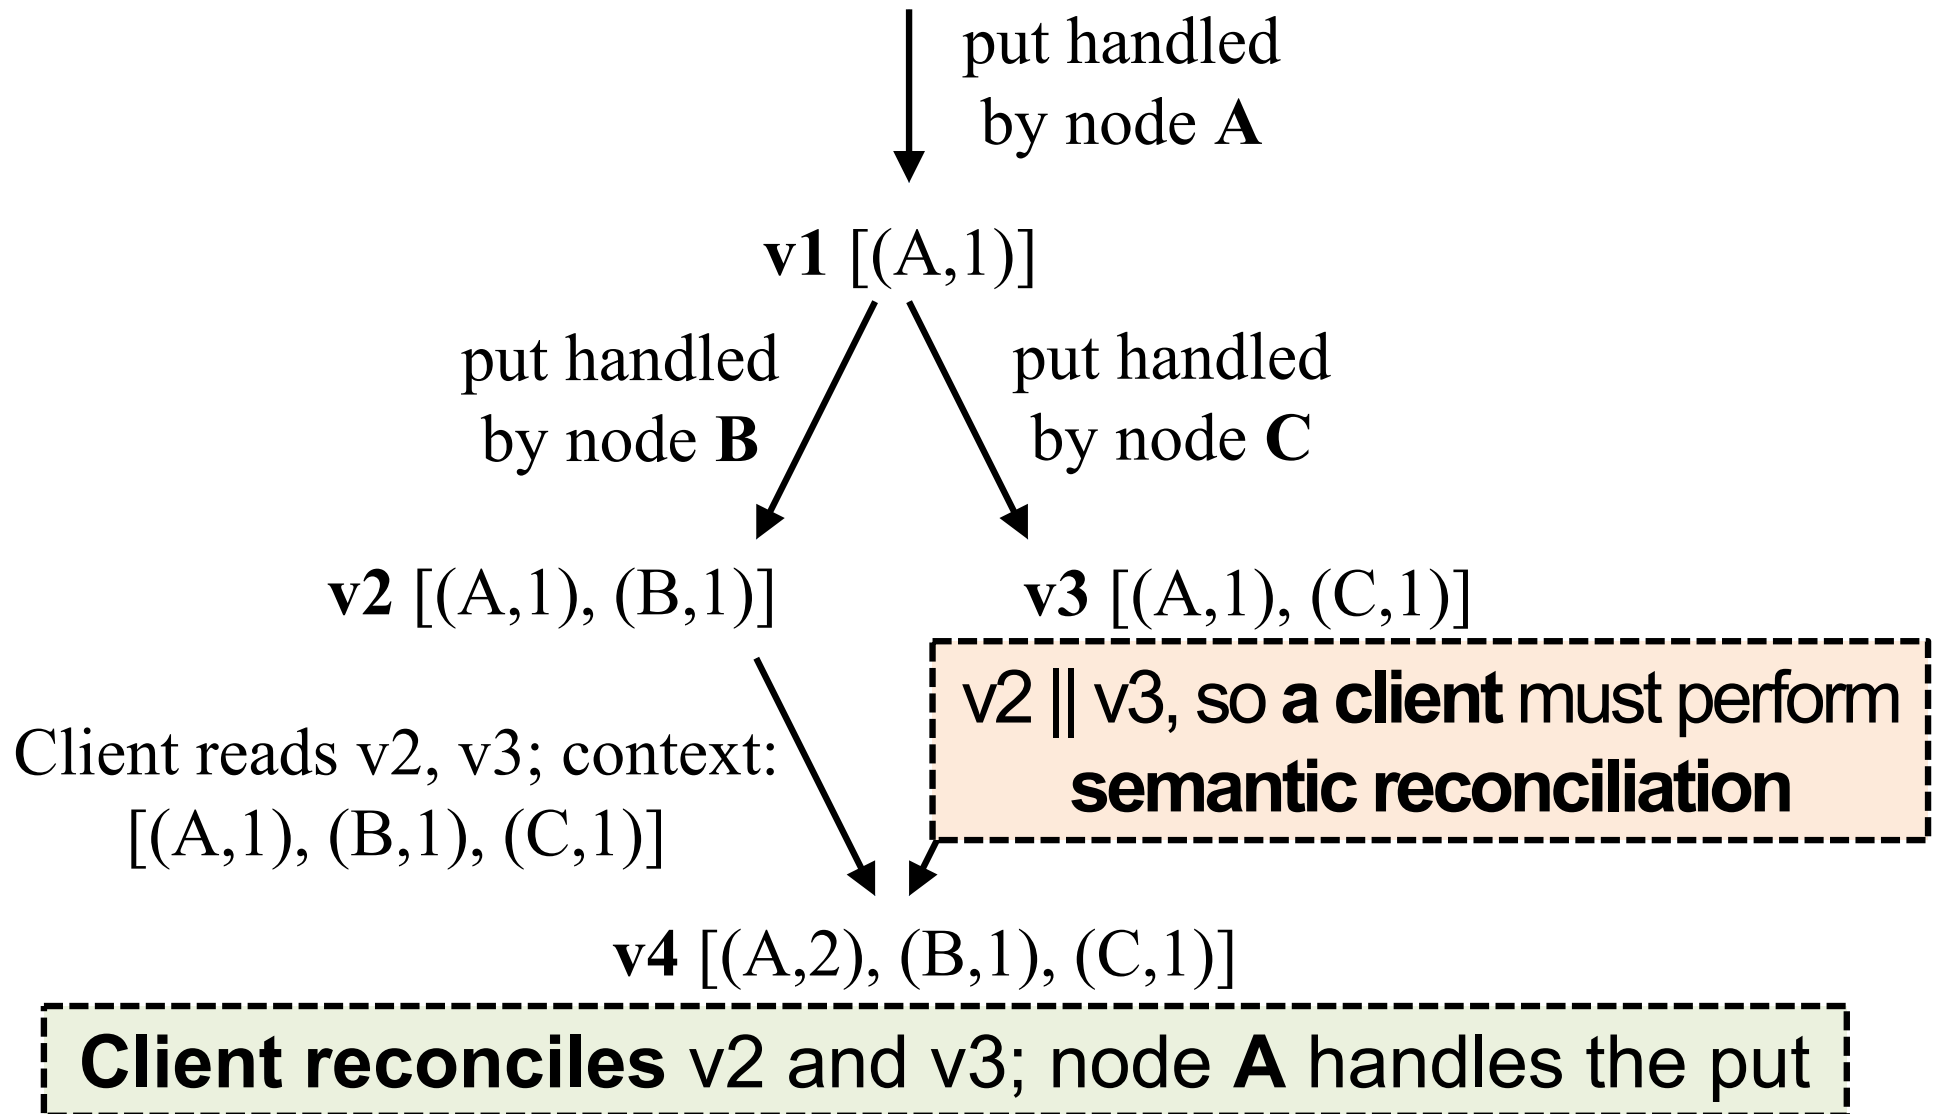 put handled
by node A
v1 [(A,1)]
put handled
by node B
put handled
by node C
v2 [(A,1), (B,1)]
v3 [(A,1), (C,1)]
v2 || v3, so a client must perform
semantic reconciliation
Client reads v2, v3; context:
[(A,1), (B,1), (C,1)]
v4 [(A,2), (B,1), (C,1)]
Client reconciles v2 and v3; node A handles the put